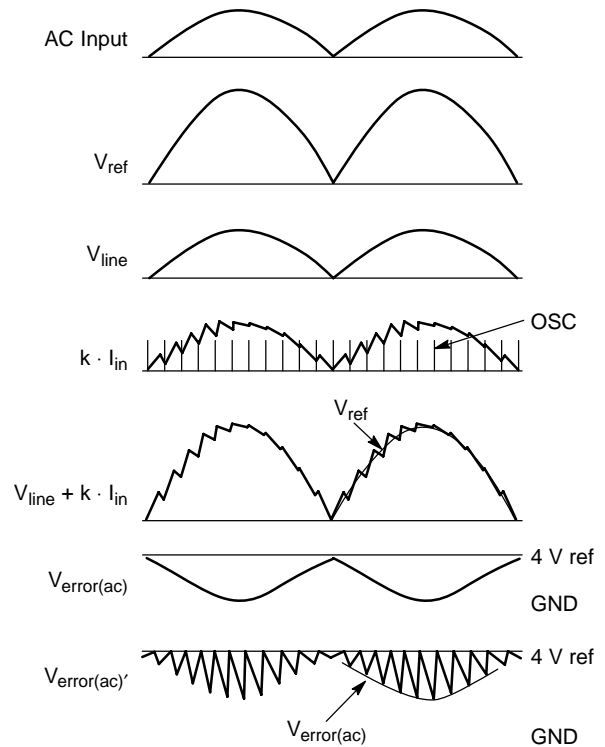 AC Input
Vref
Vline
OSC
k · Iin
Vref
Vline + k · Iin
4 V ref
Verror(ac)
GND
4 V ref
Verror(ac)′
Verror(ac)
GND